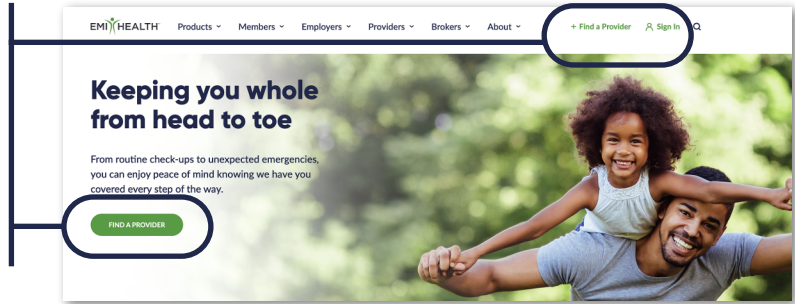 EMI HEALTH Products Members Employers Providers Brokers About + Find a Provider Sign In
Keeping you whole
from head to toe
From routine check-ups to unexpected emergencies,
you can enjoy peace of mind knowing we have you
covered every step of the way.
FIND A PROVIDER